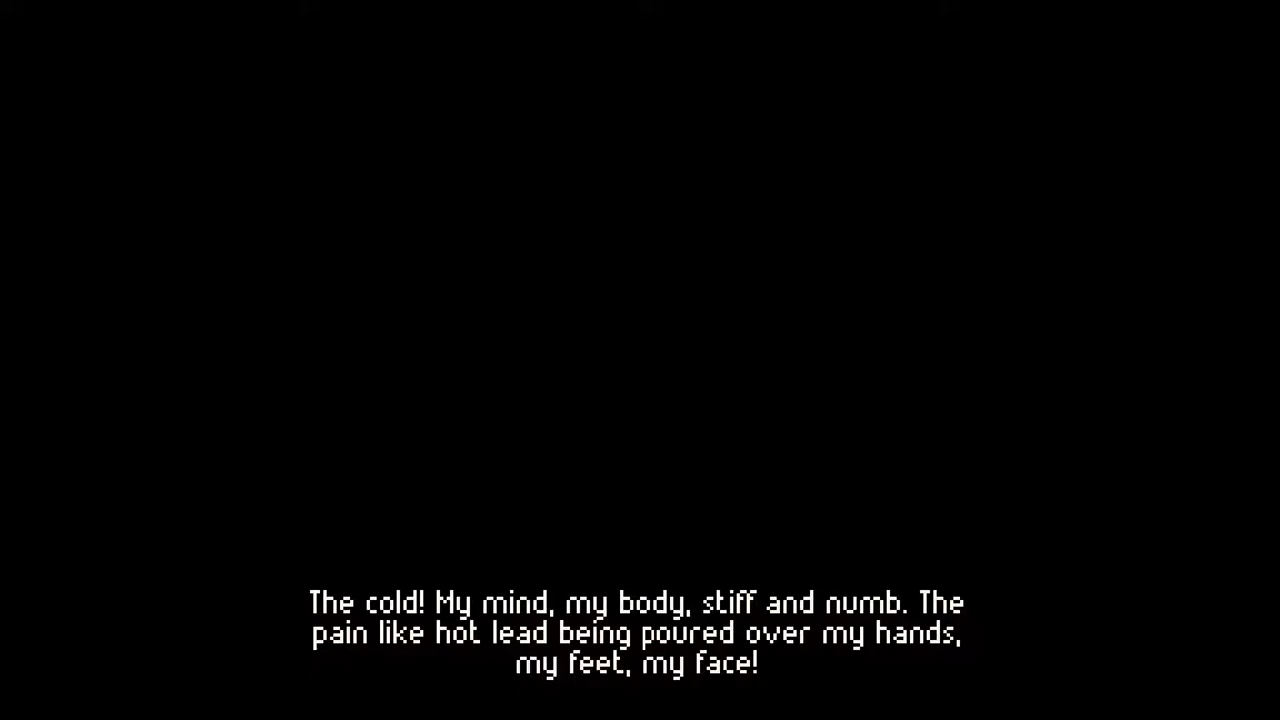 The cold! My mind, my body, stiff and numb. The
pain like hot lead being poured over my hands,
my feet, my face!